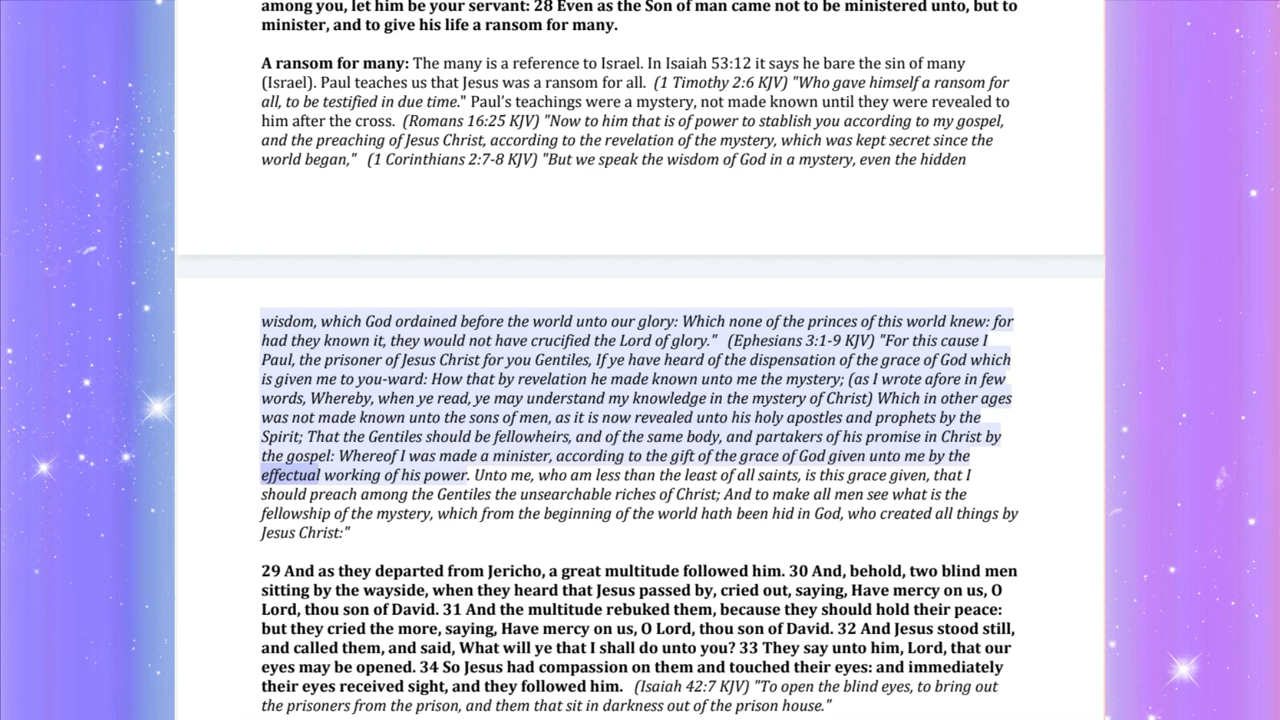 among you, let him be your servant: 28 Even as the Son of man came not to be ministered unto, but to
minister, and to give his life a ransom for many.
A ransom for many: The many is a reference to Israel. In Isaiah 53:12 it says he bare the sin of many
(Israel). Paul teaches us that Jesus was a ransom for all. (1 Timothy 2:6 KJV) "Who gave himself a ransom for
all, to be testified in due time." Paul's teachings were a mystery, not made known until they were revealed to
him after the cross. (Romans 16:25 KJV) "Now to him that is of power to stablish you according to my gospel,
and the preaching of Jesus Christ, according to the revelation of the mystery, which was kept secret since the
world began," (1 Corinthians 2:7-8 KJV) "But we speak the wisdom of God in a mystery, even the hidden
wisdom, which God ordained before the world unto our glory: Which none of the princes of this world knew: for
had they known it, they would not have crucified the Lord of glory." (Ephesians 3:1-9 KJV) "For this cause I
Paul, the prisoner of Jesus Christ for you Gentiles, If ye have heard of the dispensation of the grace of God which
is given me to you-ward: How that by revelation he made known unto me the mystery; (as I wrote afore in few
words, Whereby, when ye read, ye may understand my knowledge in the mystery of Christ) Which in other ages
was not made known unto the sons of men, as it is now revealed unto his holy apostles and prophets by the
Spirit; That the Gentiles should be fellowheirs, and of the same body, and partakers of his promise in Christ by
the gospel: Whereof I was made a minister, according to the gift of the grace of God given unto me by the
effectual working of his power. Unto me, who am less than the least of all saints, is this grace given, that I
should preach among the Gentiles the unsearchable riches of Christ; And to make all men see what is the
fellowship of the mystery, which from the beginning of the world hath been hid in God, who created all things by
Jesus Christ:"
29 And as they departed from Jericho, a great multitude followed him. 30 And, behold, two blind men
sitting by the wayside, when they heard that Jesus passed by, cried out, saying, Have mercy on us, O
Lord, thou son of David. 31 And the multitude rebuked them, because they should hold their peace:
but they cried the more, saying, Have mercy on us, O Lord, thou son of David. 32 And Jesus stood still,
and called them, and said, What will ye that I shall do unto you? 33 They say unto him, Lord, that our
eyes may be opened. 34 So Jesus had compassion on them and touched their eyes: and immediately
their eyes received sight, and they followed him. (Isaiah 42:7 KJV) "To open the blind eyes, to bring out
the prisoners from the prison, and them that sit in darkness out of the prison house."